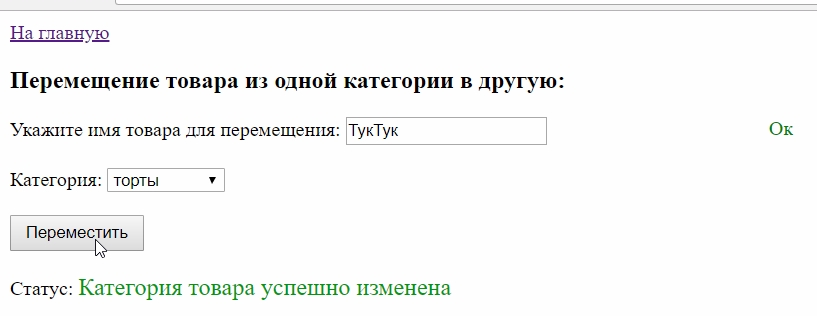 На главную
Перемещение товара из одной категории в другую:
Укажите имя товара для перемещения: ТукТук Ок
Категория: торты
Переместить
Статус: Категория товара успешно изменена